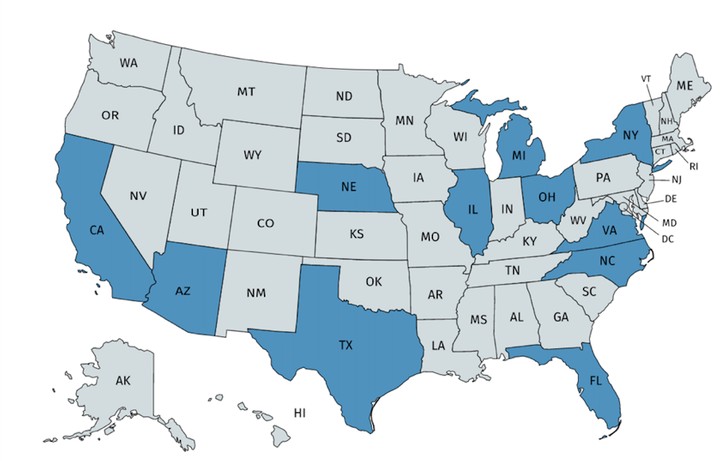 WA
MT
ND
MN
VT
ME
OR
ID
SD
WI
NH
NY
MA
CT
RI
WY
MI
NE
IA
PA
NJ
NV
UT
CO
IL
IN
OH
DE
CA
KS
MO
WV
VA
MD
DC
KY
AZ
NM
OK
AR
TN
NC
SC
TX
LA
MS
AL
GA
AK
FL
HI